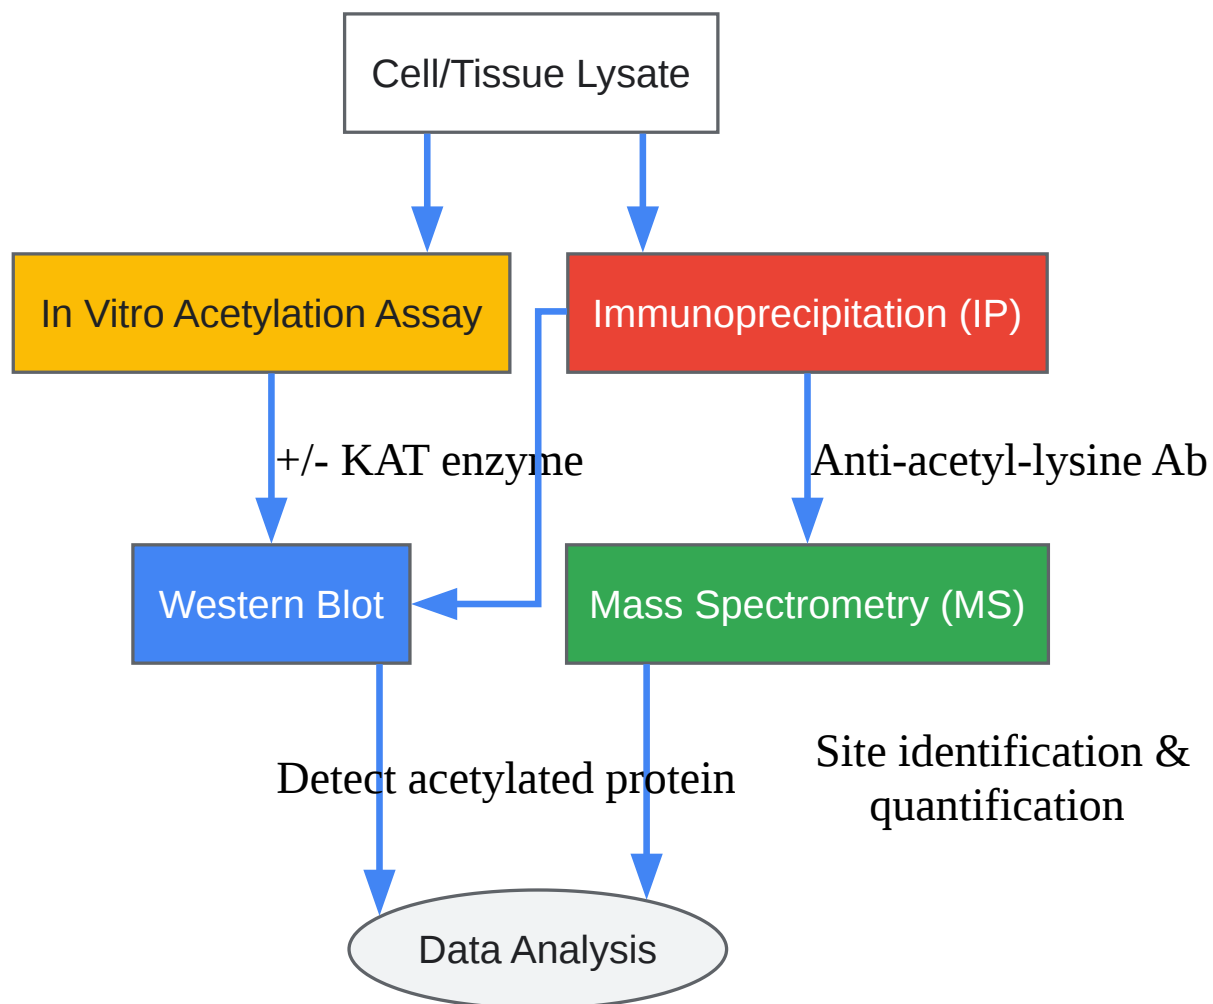 Cell/Tissue Lysate
In Vitro Acetylation Assay
Immunoprecipitation (IP)
+/- KAT enzyme
Anti-acetyl-lysine Ab
Western Blot
Mass Spectrometry (MS)
Detect acetylated protein
Site identification &
quantification
Data Analysis